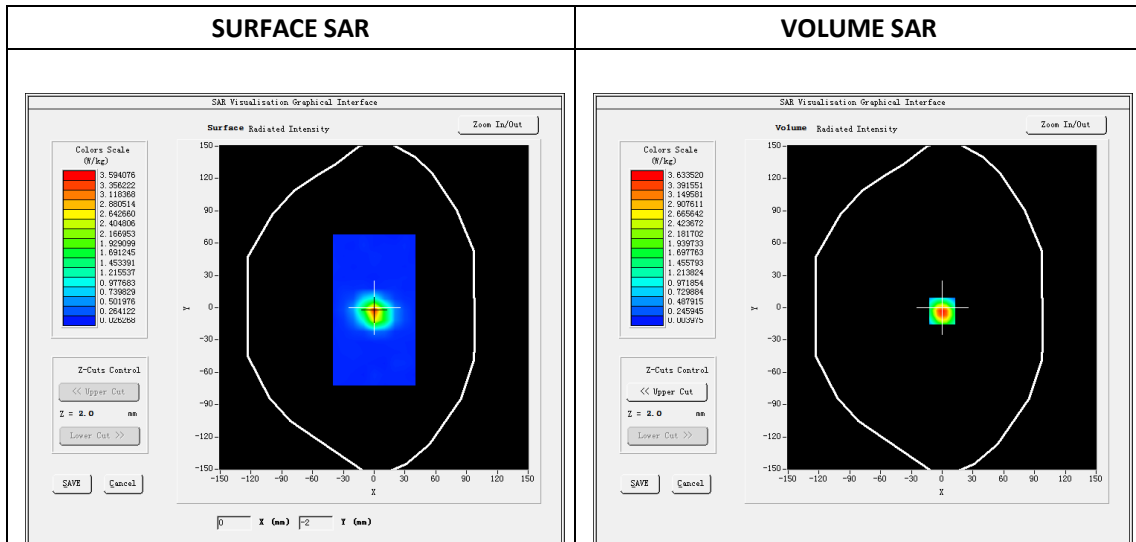 SURFACE SAR
VOLUME SAR
SAR Visualisation Graphical Interface
Surface Radiated Intensity
Zoom In/Out
Colors Scale
(W/kg)
3.594076
3.356222
3.118368
2.880514
2.642660
2.404806
2.166953
1.929099
1.691245
1.453391
1.215537
0.977683
0.739829
0.501976
0.264122
0.026268
150
90
60
30
0
-30
-60
-90
-120
-150
Y
-150 -120 -90 -60 -30 0 30 60 90 120 150
X
Z-Cuts Control
<< Upper Cut
Z = 2.0 mm
Lower Cut >>
SAVE Cancel
0 X (mm) -2 Y (mm)
SAR Visualisation Graphical Interface
Volume Radiated Intensity
Zoom In/Out
Colors Scale
(W/kg)
3.633520
3.391551
3.149581
2.907611
2.665642
2.423672
2.181702
1.939733
1.697763
1.455793
1.213824
0.971854
0.729884
0.487915
0.245945
0.003975
150
90
60
30
0
-30
-60
-90
-120
-150
Y
-150 -120 -90 -60 -30 0 30 60 90 120 150
X
Z-Cuts Control
<< Upper Cut
Z = 2.0 mm
Lower Cut >>
SAVE Cancel